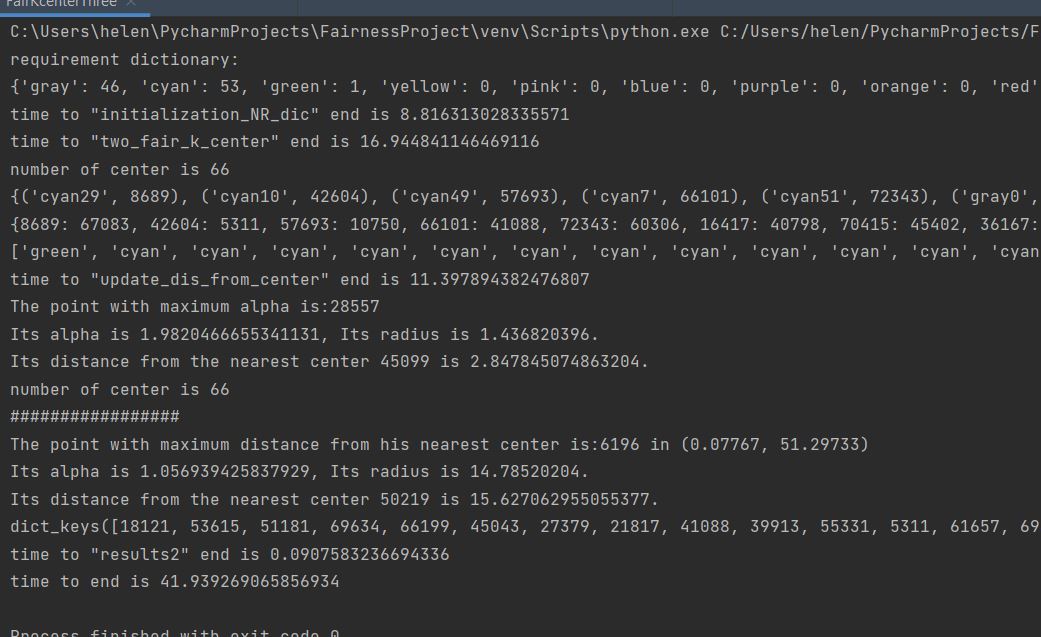 FairKcenterThree ×
C:\Users\helen\PycharmProjects\FairnessProject\venv\Scripts\python.exe C:/Users/helen/PycharmProjects/F
requirement dictionary:
{'gray': 46, 'cyan': 53, 'green': 1, 'yellow': 0, 'pink': 0, 'blue': 0, 'purple': 0, 'orange': 0, 'red'
time to "initialization_NR_dic" end is 8.816313028335571
time to "two_fair_k_center" end is 16.944841146469116
number of center is 66
{('cyan29', 8689), ('cyan10', 42604), ('cyan49', 57693), ('cyan7', 66101), ('cyan51', 72343), ('gray0',
{8689: 67083, 42604: 5311, 57693: 10750, 66101: 41088, 72343: 60306, 16417: 40798, 70415: 45402, 36167:
['green', 'cyan', 'cyan', 'cyan', 'cyan', 'cyan', 'cyan', 'cyan', 'cyan', 'cyan', 'cyan', 'cyan', 'cyan
time to "update_dis_from_center" end is 11.397894382476807
The point with maximum alpha is:28557
Its alpha is 1.9820466655341131, Its radius is 1.436820396.
Its distance from the nearest center 45099 is 2.847845074863204.
number of center is 66
#################
The point with maximum distance from his nearest center is:6196 in (0.07767, 51.29733)
Its alpha is 1.056939425837929, Its radius is 14.78520204.
Its distance from the nearest center 50219 is 15.627062955055377.
dict_keys([18121, 53615, 51181, 69634, 66199, 45043, 27379, 21817, 41088, 39913, 55331, 5311, 61657, 69
time to "results2" end is 0.0907583236694336
time to end is 41.939269065856934
Process finished with exit code 0